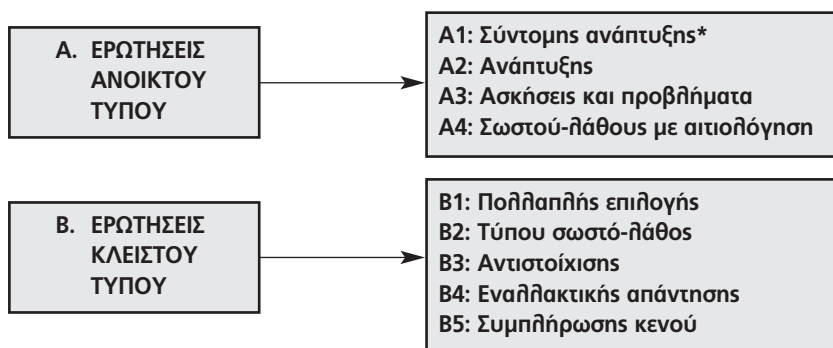 Α. ΕΡΩΤΗΣΕΙΣ
ΑΝΟΙΚΤΟΥ
ΤΥΠΟΥ
Α1: Σύντομης ανάπτυξης*
Α2: Ανάπτυξης
Α3: Ασκήσεις και προβλήματα
Α4: Σωστού-λάθους με αιτιολόγηση
Β. ΕΡΩΤΗΣΕΙΣ
ΚΛΕΙΣΤΟΥ
ΤΥΠΟΥ
Β1: Πολλαπλής επιλογής
Β2: Τύπου σωστό-λάθος
Β3: Αντιστοίχισης
Β4: Εναλλακτικής απάντησης
Β5: Συμπλήρωσης κενού